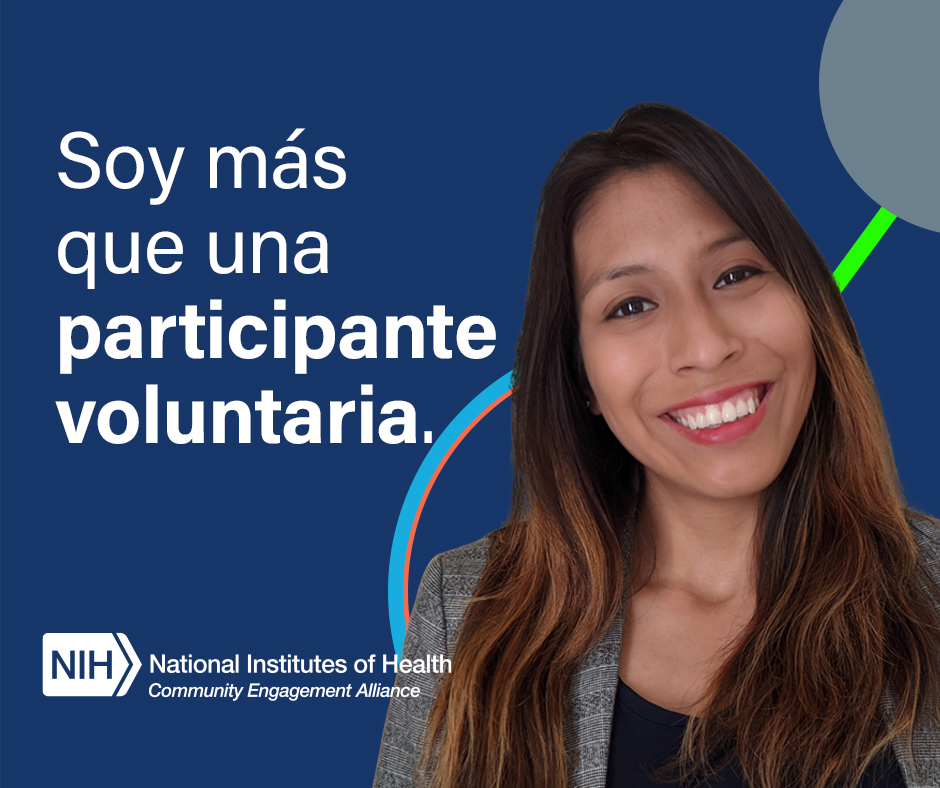 Soy más
que una
participante
voluntaria.
NIH
National Institutes of Health
Community Engagement Alliance